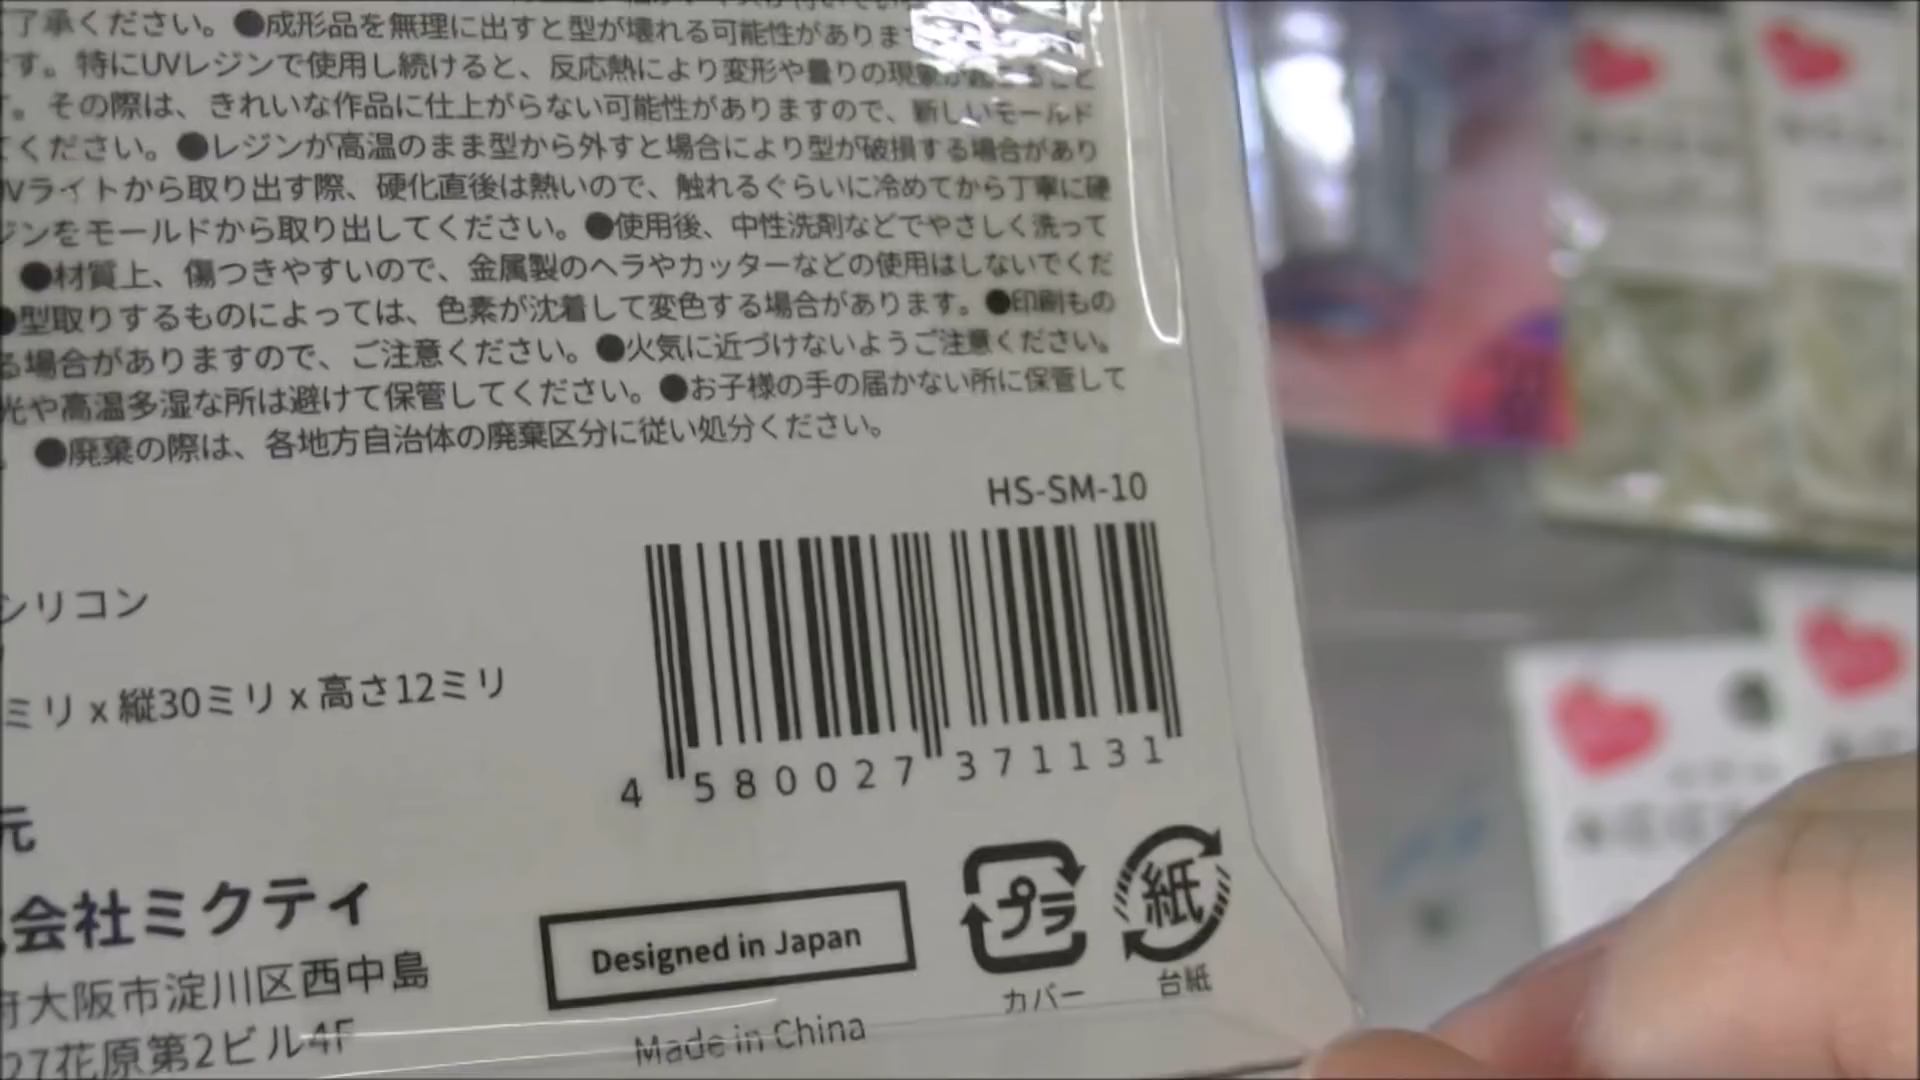 了承ください。●成形品を無理に出すと型が壊れる可能性がありま
す。特にUVレジンで使用し続けると、反応熱により変形や曇りの現象が起こること
す。その際は、きれいな作品に仕上がらない可能性がありますので、新しいモールド
てください。●レジンが高温のまま型から外すと場合により型が破損する場合があり
Vライトから取り出す際、硬化直後は熱いので、触れるぐらいに冷めてから丁寧に硬
ジンをモールドから取り出してください。●使用後、中性洗剤などでやさしく洗って
●材質上、傷つきやすいので、金属製のヘラやカッターなどの使用はしないでくだ
●型取りするものによっては、色素が沈着して変色する場合があります。●印刷もの
る場合がありますので、ご注意ください。●火気に近づけないようご注意ください。
光や高温多湿な所は避けて保管してください。●お子様の手の届かない所に保管して
。●廃棄の際は、各地方自治体の廃棄区分に従い処分ください。
HS-SM-10
シリコン
ミリ x 縦30ミリ x 高さ12ミリ
4 580027 371131
元
会社ミクティ
府大阪市淀川区西中島
27花原第2ビル4F
Designed in Japan
Made in China
プラ
カバー
紙
台紙